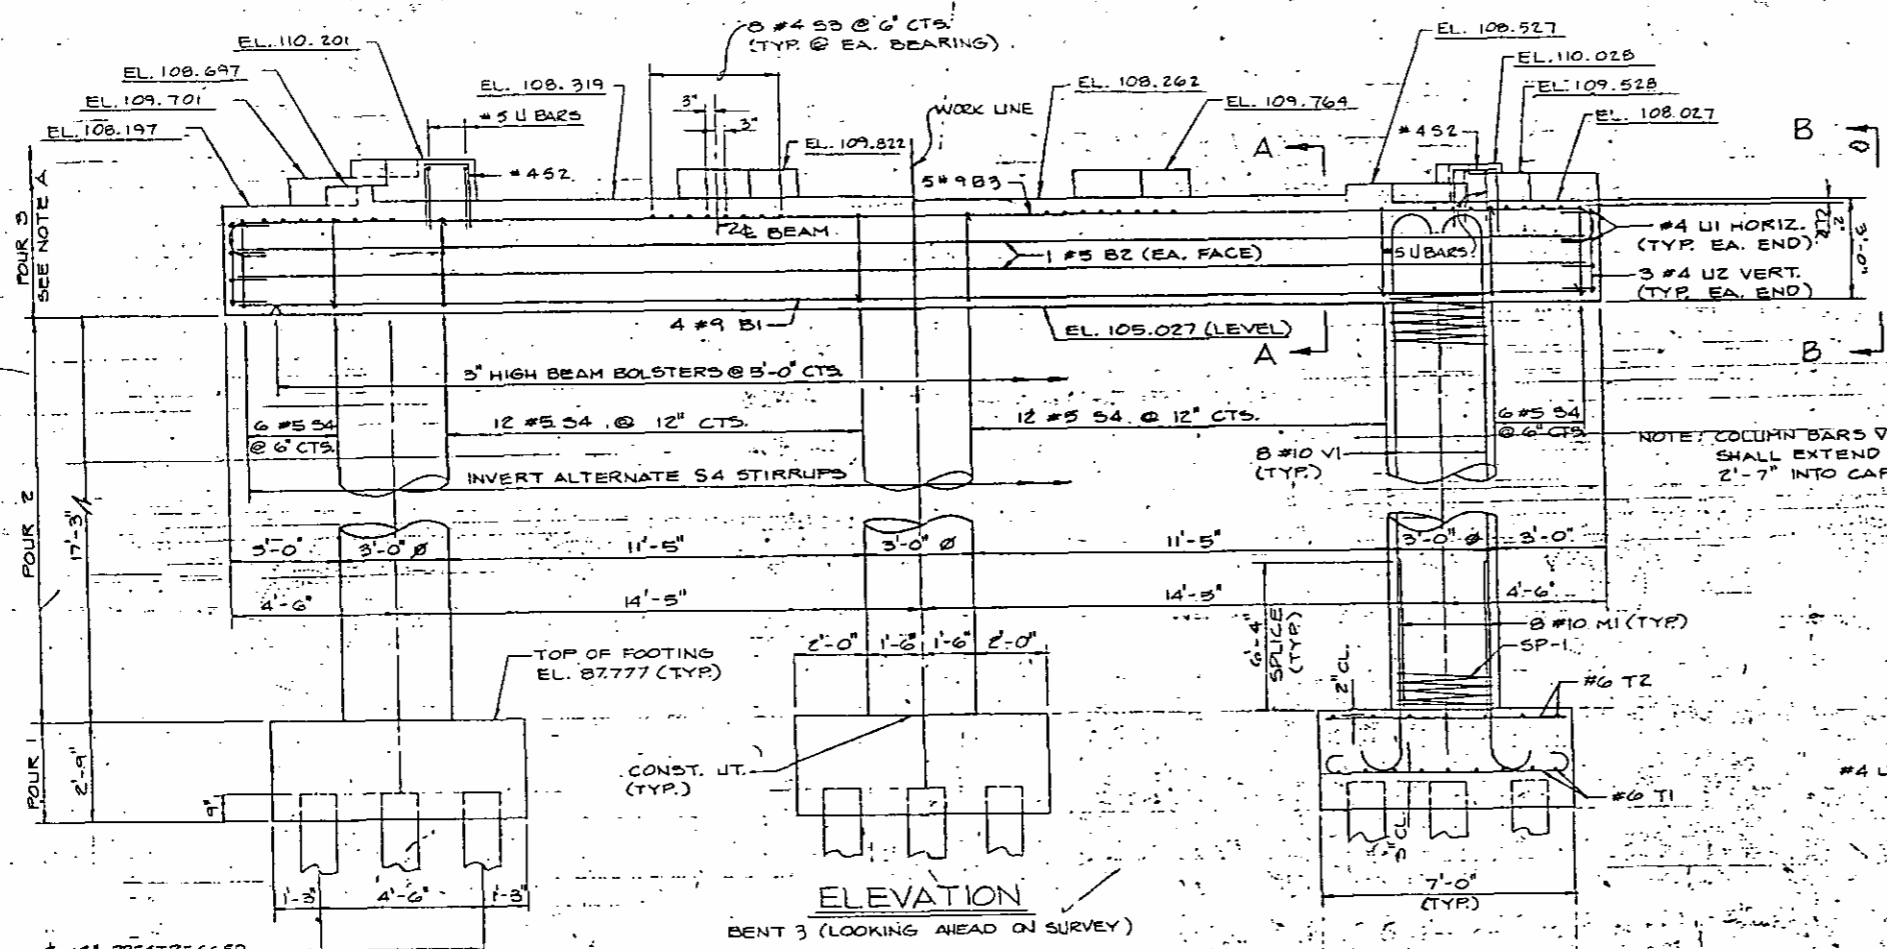 8 #4 S3 @ 6" CTS.
(TYP. @ EA. BEARING)
EL. 110.201
EL. 108.697
EL. 109.701
EL. 108.197
EL. 108.319
#5 U BARS
3"
3"
EL. 109.822
#4S2
WORK LINE
EL. 108.262
EL. 109.764
EL. 108.527
EL. 110.028
EL. 109.528
EL. 108.027
#4S2
A
B
5#9B3
℄ BEAM
1 #5 B2 (EA. FACE)
#5 U BARS
#4 U1 HORIZ.
(TYP. EA. END)
3 #4 U2 VERT.
(TYP. EA. END)
2"
CLR
3'-0"
POUR 3
SEE NOTE A
4 #9 B1
EL. 105.027 (LEVEL)
A
B
3" HIGH BEAM BOLSTERS @ 5'-0" CTS.
6 #5 S4
@ 6" CTS.
12 #5 S4 @ 12" CTS.
12 #5 S4 @ 12" CTS.
6 #5 S4
@ 6" CTS.
8 #10 V1
(TYP.)
NOTE: COLUMN BARS V
SHALL EXTEND
2'-7" INTO CAP
INVERT ALTERNATE S4 STIRRUPS
POUR 2
17'-3"
3'-0"
3'-0" Ø
11'-5"
3'-0" Ø
11'-5"
3'-0" Ø
3'-0"
4'-6"
14'-5"
14'-5"
4'-6"
2'-0"
1'-6"
1'-6"
2'-0"
6'-4"
SPLICE
(TYP.)
8 #10 M1 (TYP.)
SP-1
2" CL.
#6 T2
TOP OF FOOTING
EL. 87.777 (TYP.)
CONST. JT.
(TYP.)
POUR 1
2'-9"
9"
#6 T1
#4 U
3" CL.
1'-3"
4'-6"
1'-3"
7'-0"
(TYP.)
ELEVATION
BENT 3 (LOOKING AHEAD ON SURVEY)